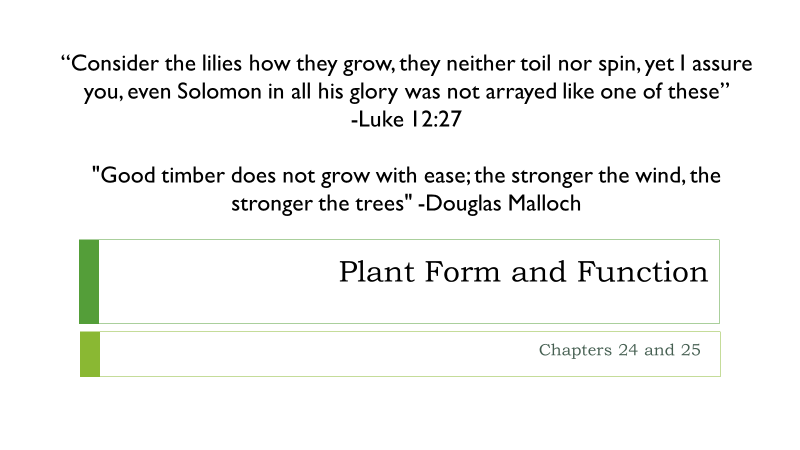 “Consider the lilies how they grow, they neither toil nor spin, yet I assure
you, even Solomon in all his glory was not arrayed like one of these”
-Luke 12:27
"Good timber does not grow with ease; the stronger the wind, the
stronger the trees" -Douglas Malloch
Plant Form and Function
Chapters 24 and 25